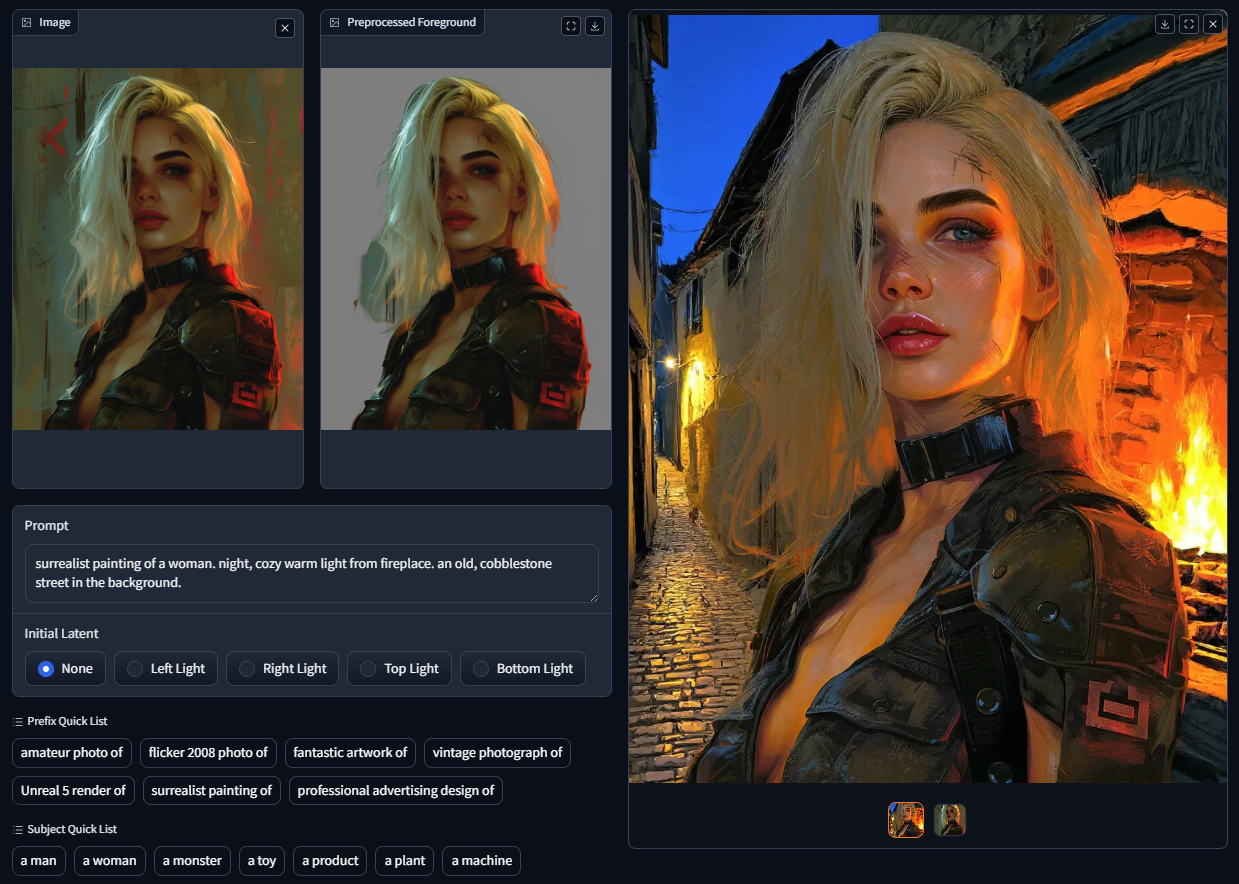 Image
Preprocessed Foreground
Prompt
surrealist painting of a woman. night, cozy warm light from fireplace. an old, cobblestone
street in the background.
Initial Latent
None
Left Light
Right Light
Top Light
Bottom Light
Prefix Quick List
amateur photo of
flicker 2008 photo of
fantastic artwork of
vintage photograph of
Unreal 5 render of
surrealist painting of
professional advertising design of
Subject Quick List
a man
a woman
a monster
a toy
a product
a plant
a machine